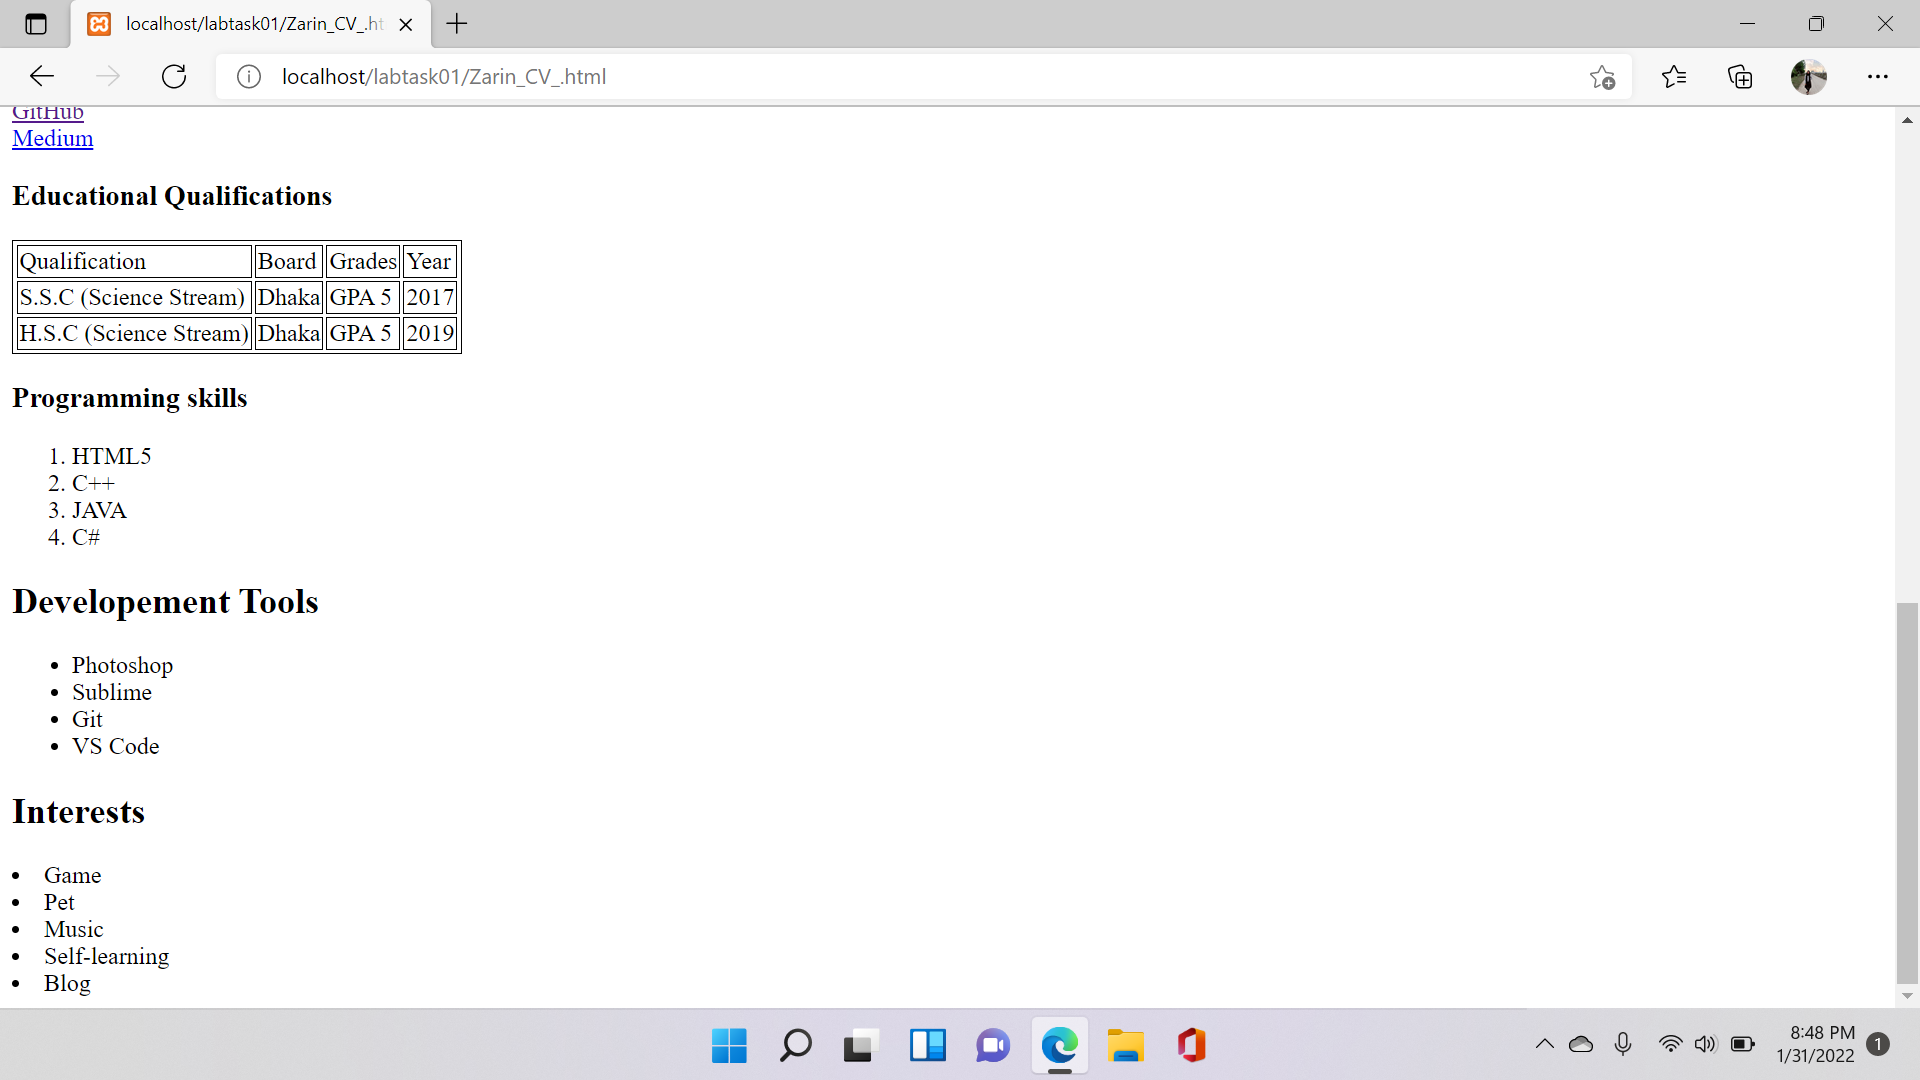 localhost/labtask01/Zarin_CV_.ht
localhost/labtask01/Zarin_CV_.html
GitHub
Medium
Educational Qualifications
Qualification Board Grades Year
S.S.C (Science Stream) Dhaka GPA 5 2017
H.S.C (Science Stream) Dhaka GPA 5 2019
Programming skills
1. HTML5
2. C++
3. JAVA
4. C#
Developement Tools
• Photoshop
• Sublime
• Git
• VS Code
Interests
• Game
• Pet
• Music
• Self-learning
• Blog
8:48 PM
1/31/2022
1